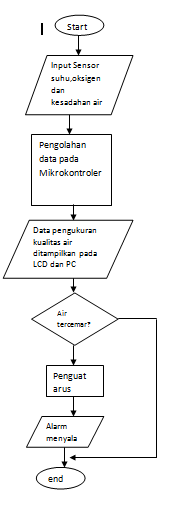 Start
Input Sensor
suhu,oksigen
dan
kesadahan air
Pengolahan
data pada
Mikrokontroler
Data pengukuran
kualitas air
ditampilkan pada
LCD dan PC
Air
tercemar?
Penguat
arus
Alarm
menyala
end